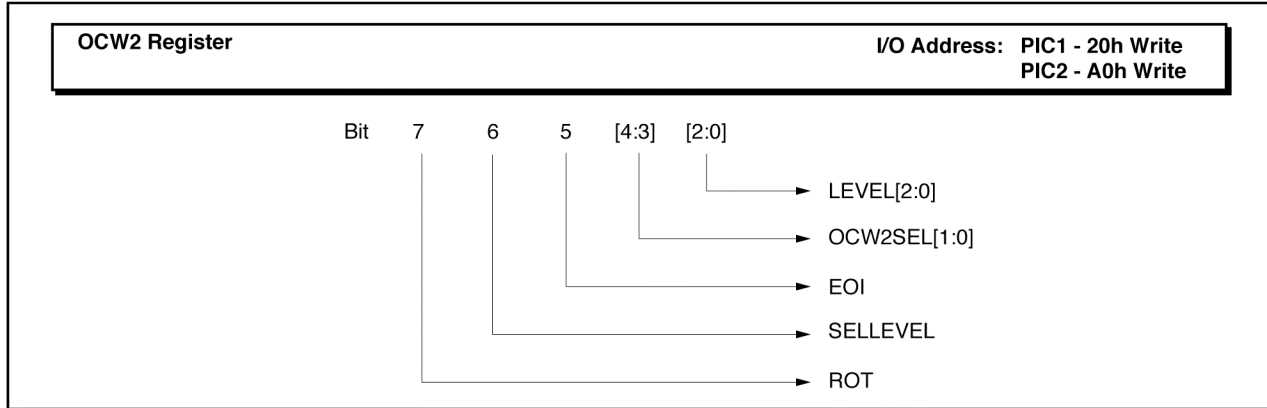 OCW2 Register I/O Address: PIC1 - 20h Write
PIC2 - A0h Write
Bit 7 6 5 [4:3] [2:0]
LEVEL[2:0]
OCW2SEL[1:0]
EOI
SELLEVEL
ROT